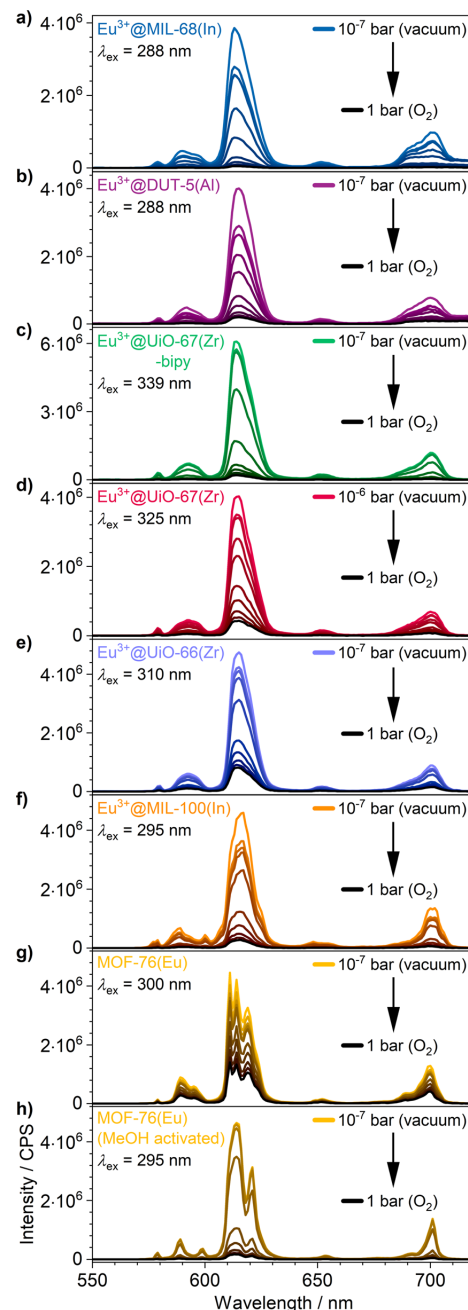 a)
Eu³⁺@MIL-68(In)
λex = 288 nm
10⁻⁷ bar (vacuum)
1 bar (O₂)
4·10⁶
2·10⁶
0
b)
Eu³⁺@DUT-5(Al)
λex = 288 nm
10⁻⁷ bar (vacuum)
1 bar (O₂)
4·10⁶
2·10⁶
0
c)
Eu³⁺@UiO-67(Zr)
-bipy
λex = 339 nm
10⁻⁷ bar (vacuum)
1 bar (O₂)
6·10⁶
3·10⁶
0
d)
Eu³⁺@UiO-67(Zr)
λex = 325 nm
10⁻⁶ bar (vacuum)
1 bar (O₂)
4·10⁶
2·10⁶
0
e)
Eu³⁺@UiO-66(Zr)
λex = 310 nm
10⁻⁷ bar (vacuum)
1 bar (O₂)
4·10⁶
2·10⁶
0
f)
Eu³⁺@MIL-100(In)
λex = 295 nm
10⁻⁷ bar (vacuum)
1 bar (O₂)
4·10⁶
2·10⁶
0
g)
MOF-76(Eu)
λex = 300 nm
10⁻⁷ bar (vacuum)
1 bar (O₂)
4·10⁶
2·10⁶
0
h)
MOF-76(Eu)
(MeOH activated)
λex = 295 nm
10⁻⁷ bar (vacuum)
1 bar (O₂)
4·10⁶
2·10⁶
0
Intensity / CPS
550 600 650 700
Wavelength / nm